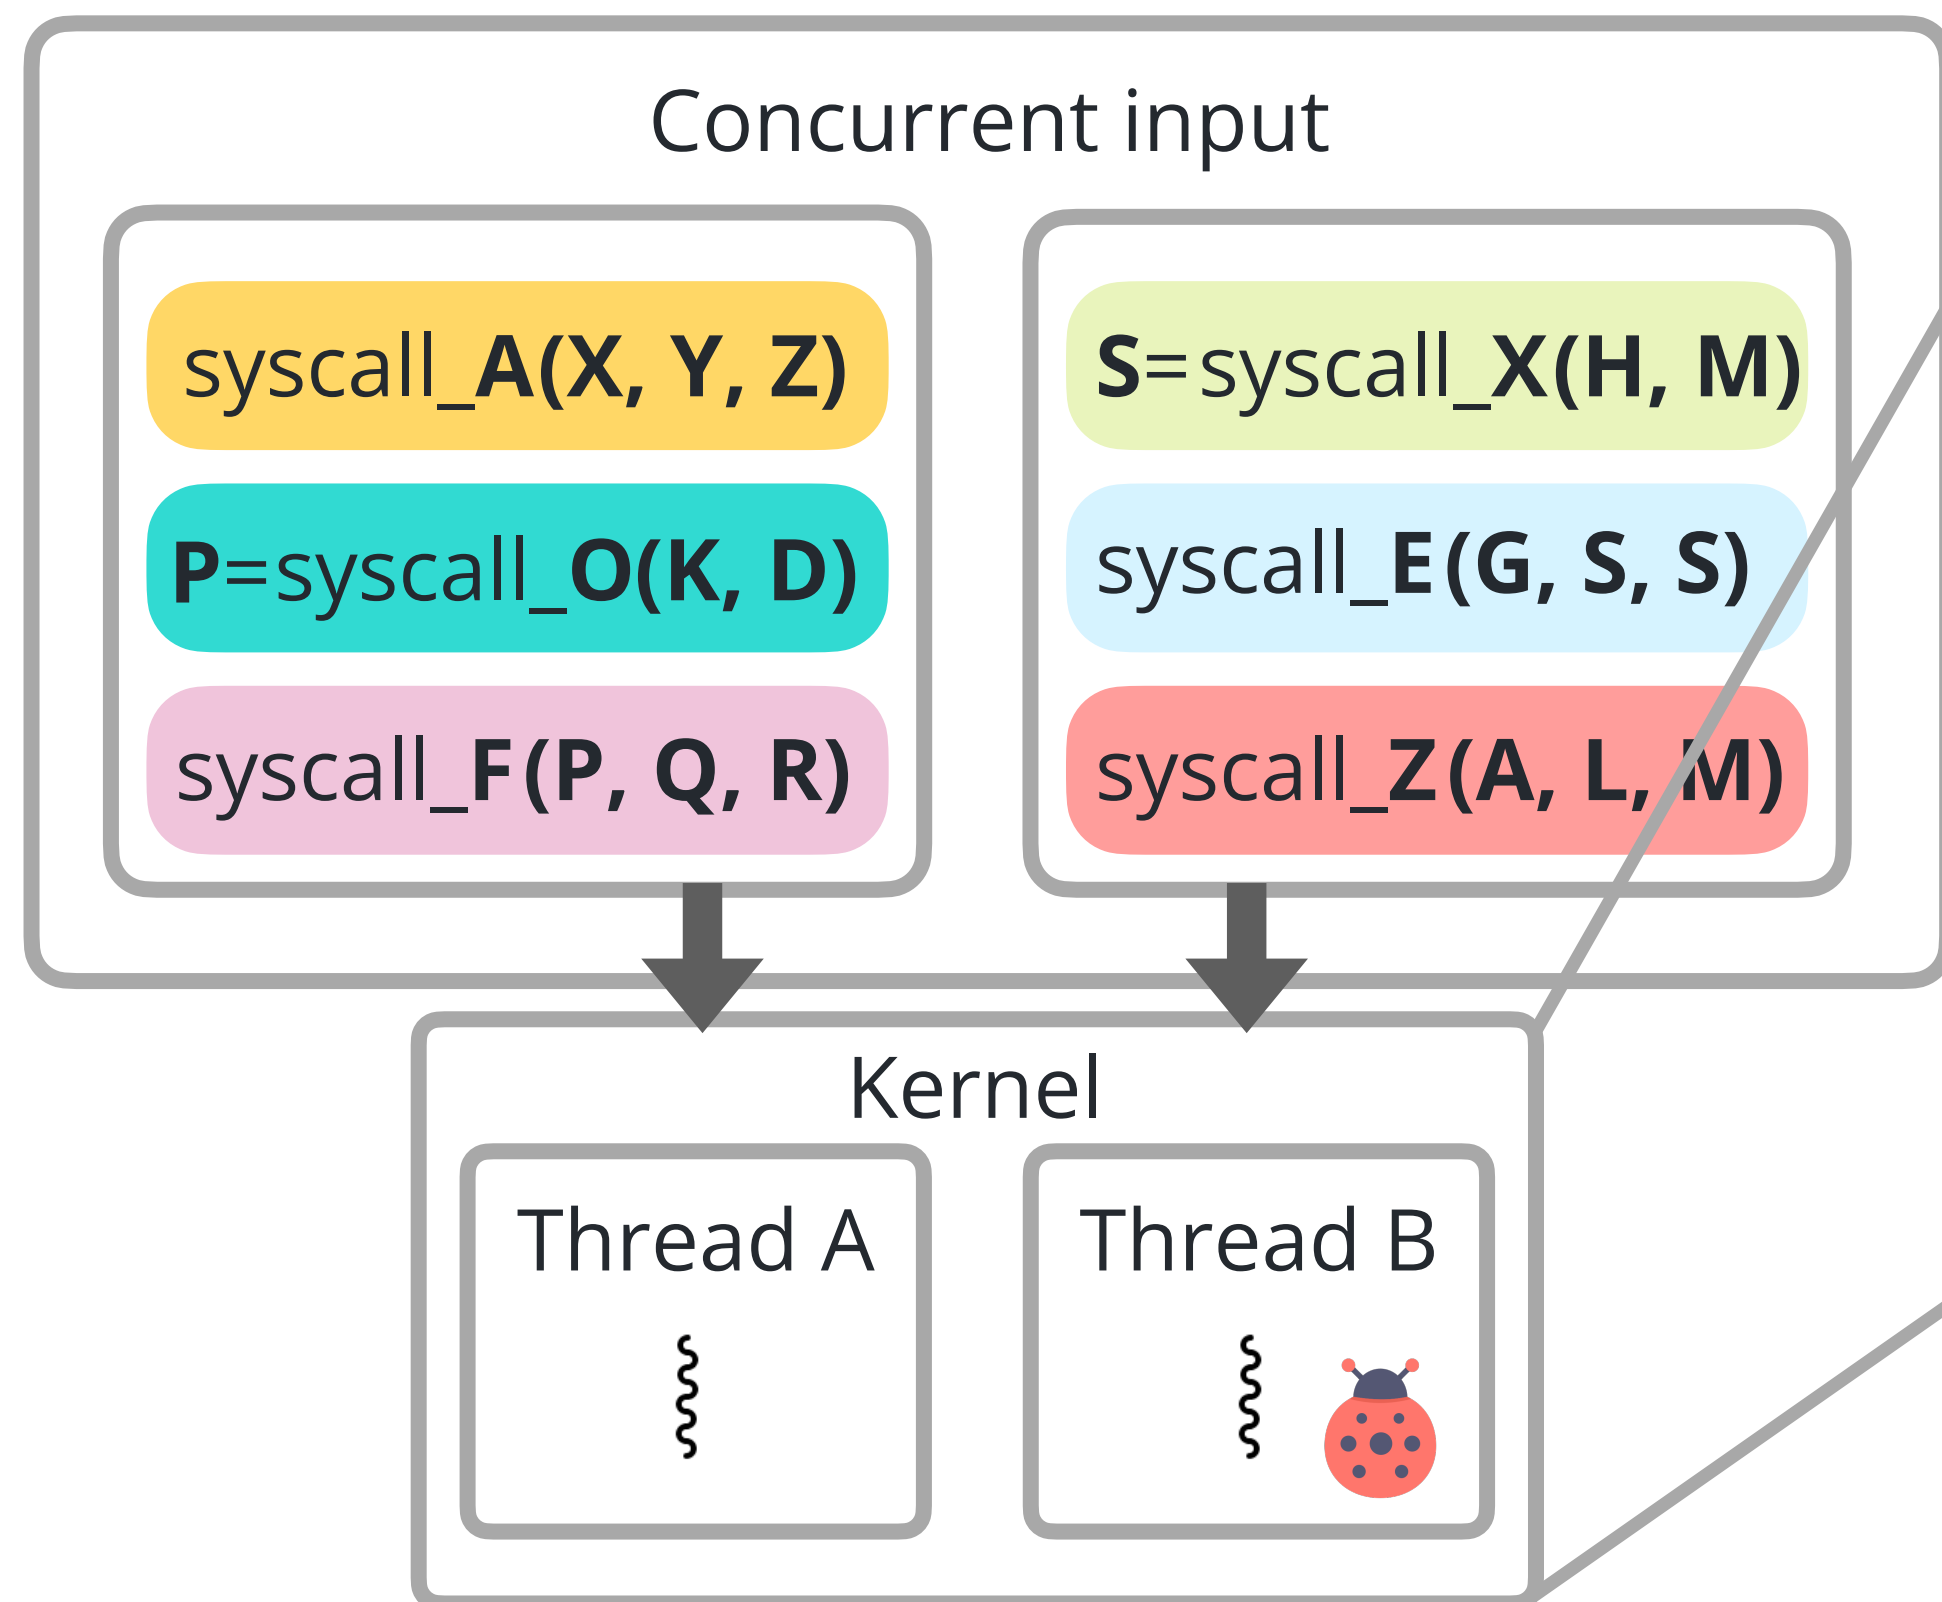 Concurrent input
syscall_A(X, Y, Z)
P=syscall_O(K, D)
syscall_F(P, Q, R)
S=syscall_X(H, M)
syscall_E(G, S, S)
syscall_Z(A, L, M)
Kernel
Thread A
Thread B